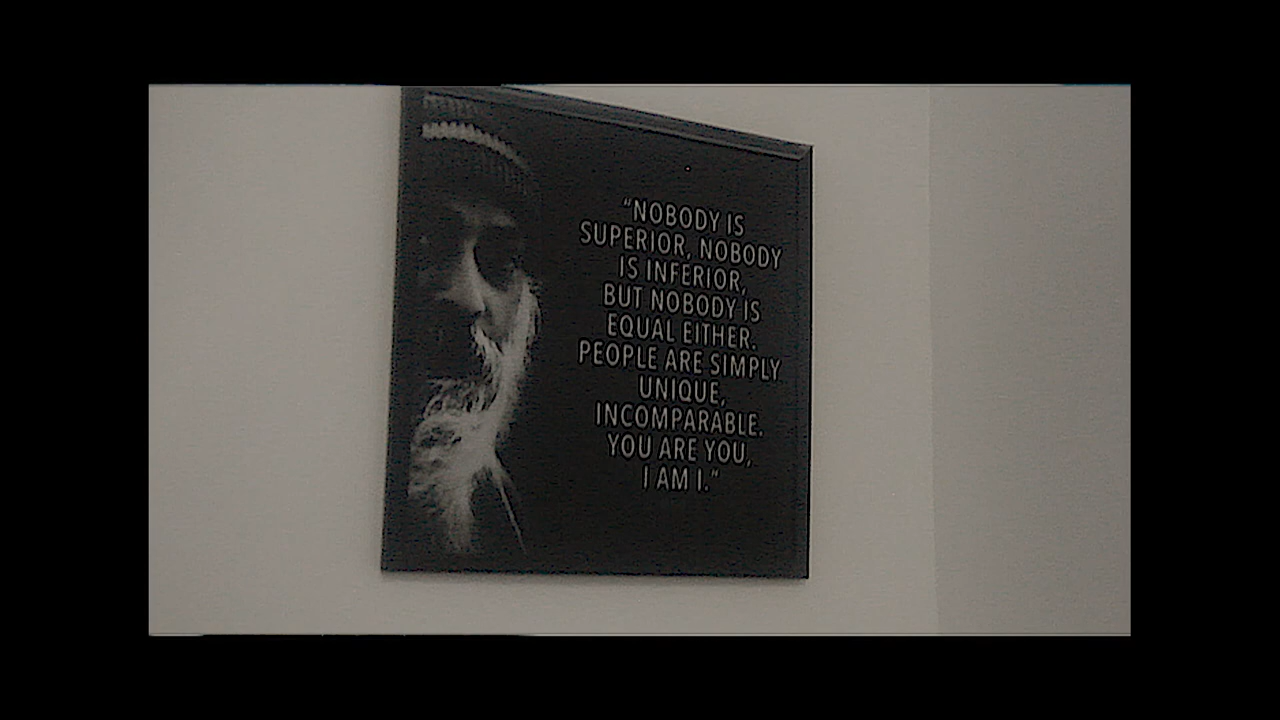 “NOBODY IS
SUPERIOR, NOBODY
IS INFERIOR,
BUT NOBODY IS
EQUAL EITHER.
PEOPLE ARE SIMPLY
UNIQUE,
INCOMPARABLE.
YOU ARE YOU,
I AM I.”